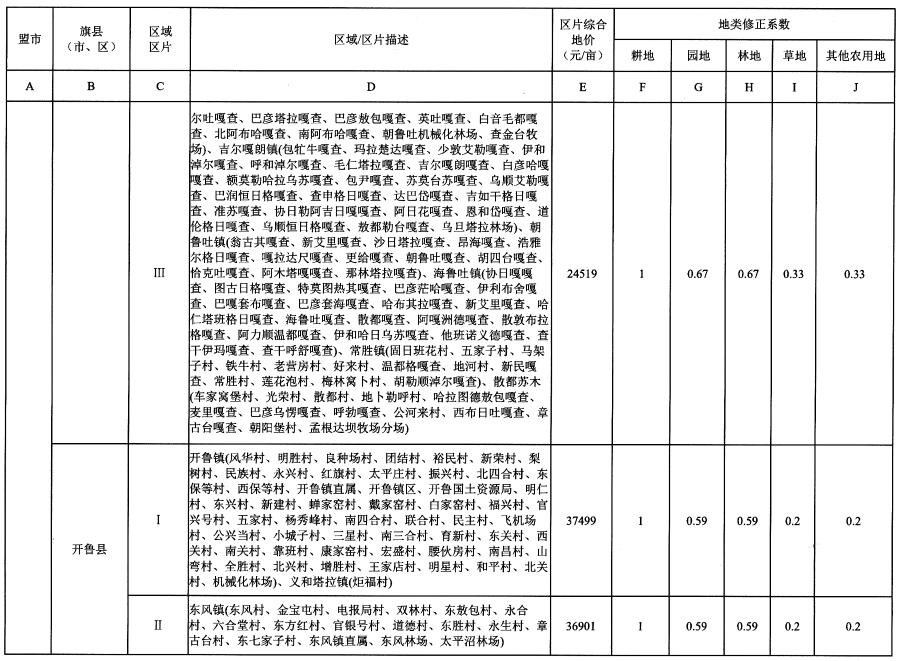 盟市
旗县
（市、区）
区域
区片
区域/区片描述
区片综合
地价
（元/亩）
地类修正系数
耕地
园地
林地
草地
其他农用地
A
B
C
D
E
F
G
H
I
J
尔吐嘎查、巴彦塔拉嘎查、巴彦敖包嘎查、英吐嘎查、白音毛都嘎
查、北阿布哈嘎查、南阿布哈嘎查、朝鲁吐机械化林场、查金台牧
场)、吉尔嘎朗镇(包牤牛嘎查、玛拉楚达嘎查、少敦艾勒嘎查、伊和
淖尔嘎查、呼和淖尔嘎查、毛仁塔拉嘎查、吉尔嘎朗嘎查、白彦哈嘎
嘎查、额莫勒哈拉乌苏嘎查、包尹嘎查、苏莫台苏嘎查、乌顺艾勒嘎
查、巴润恒日格嘎查、查申格日嘎查、达巴岱嘎查、吉如干格日嘎
查、准苏嘎查、协日勒阿吉日嘎嘎查、阿日花嘎查、恩和岱嘎查、道
伦格日嘎查、乌顺恒日格嘎查、敖都勒台嘎查、乌旦塔拉林场)、朝
鲁吐镇(翁古其嘎查、新艾里嘎查、沙日塔拉嘎查、昂海嘎查、浩雅
尔格日嘎查、嘎拉达尺嘎查、更给嘎查、朝鲁吐嘎查、胡四台嘎查、
恰克吐嘎查、阿木塔嘎嘎查、那林塔拉嘎查)、海鲁吐镇(协日嘎嘎
查、图古日格嘎查、特莫图热其嘎查、巴彦茫哈嘎查、伊利布舍嘎
查、巴嘎套布嘎查、巴彦套海嘎查、哈布其拉嘎查、新艾里嘎查、哈
仁塔班格日嘎查、海鲁吐嘎查、散都嘎查、阿嘎洲德嘎查、散敦布拉
格嘎查、阿力顺温都嘎查、伊和哈日乌苏嘎查、他班诺义德嘎查、查
干伊玛嘎查、查干呼舒嘎查)、常胜镇(固日班花村、五家子村、马架
子村、铁牛村、老营房村、好来村、温都格嘎查、地河村、新民嘎
查、常胜村、莲花泡村、梅林窝卜村、胡勒顺淖尔嘎查)、散都苏木
(车家窝堡村、光荣村、散都村、地卜勒呼村、哈拉图德敖包嘎查、
麦里嘎查、巴彦乌愣嘎查、呼勃嘎查、公河来村、西布日吐嘎查、章
古台嘎查、朝阳堡村、孟根达坝牧场分场)
III
24519
1
0.67
0.67
0.33
0.33
开鲁县
开鲁镇(风华村、明胜村、良种场村、团结村、裕民村、新荣村、梨
树村、民族村、永兴村、红旗村、太平庄村、振兴村、北四合村、东
保等村、西保等村、开鲁镇直属、开鲁镇区、开鲁国土资源局、明仁
村、东兴村、新建村、蝉家窑村、戴家窑村、白家窑村、福兴村、官
兴号村、五家村、杨秀峰村、南四合村、联合村、民主村、飞机场
村、公兴当村、小城子村、三星村、南三合村、育新村、东关村、西
关村、南关村、靠班村、康家窑村、宏盛村、腰伙房村、南昌村、山
弯村、全胜村、北兴村、增胜村、王家店村、明星村、和平村、北关
村、机械化林场)、义和塔拉镇(炬福村)
I
37499
1
0.59
0.59
0.2
0.2
东风镇(东风村、金宝屯村、电报局村、双林村、东敖包村、永合
村、六合堂村、东方红村、官银号村、道德村、东胜村、永生村、章
古台村、东七家子村、东风镇直属、东风林场、太平沼林场)
II
36901
1
0.59
0.59
0.2
0.2